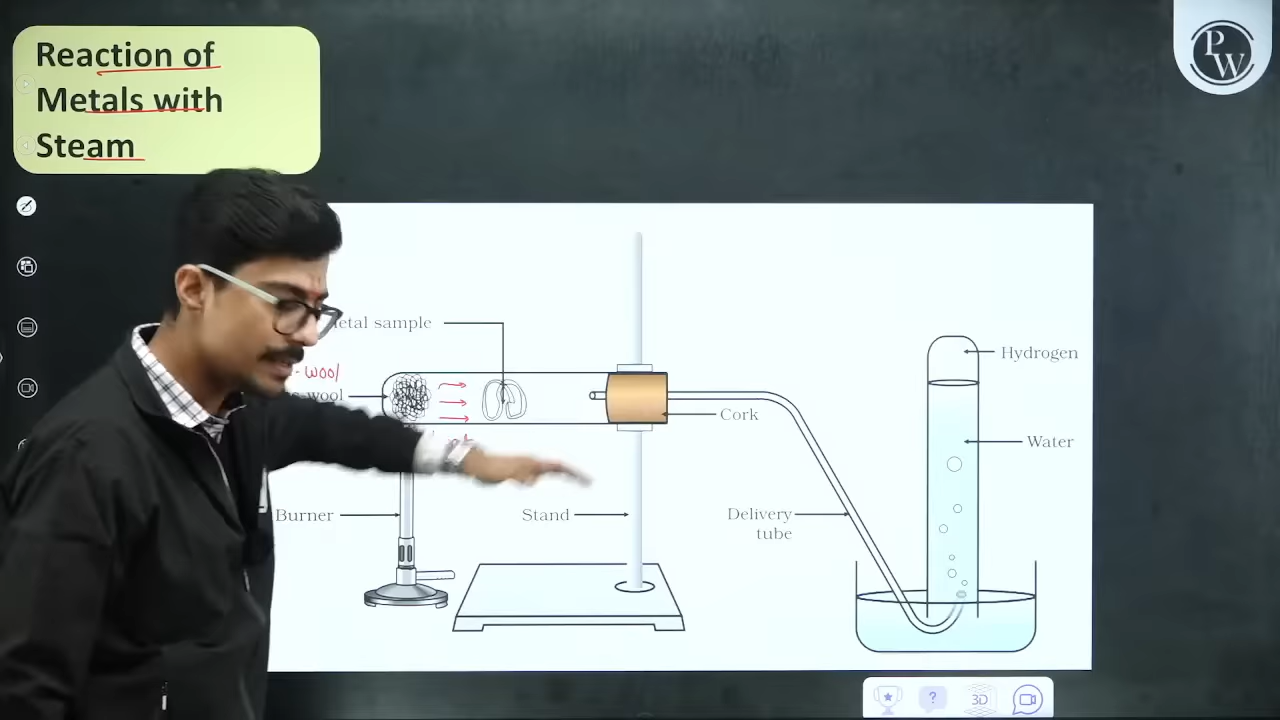 Reaction of
Metals with
Steam
PW
etal sample
wool
wool
Burner
Stand
Cork
Delivery
tube
Hydrogen
Water
?
3D